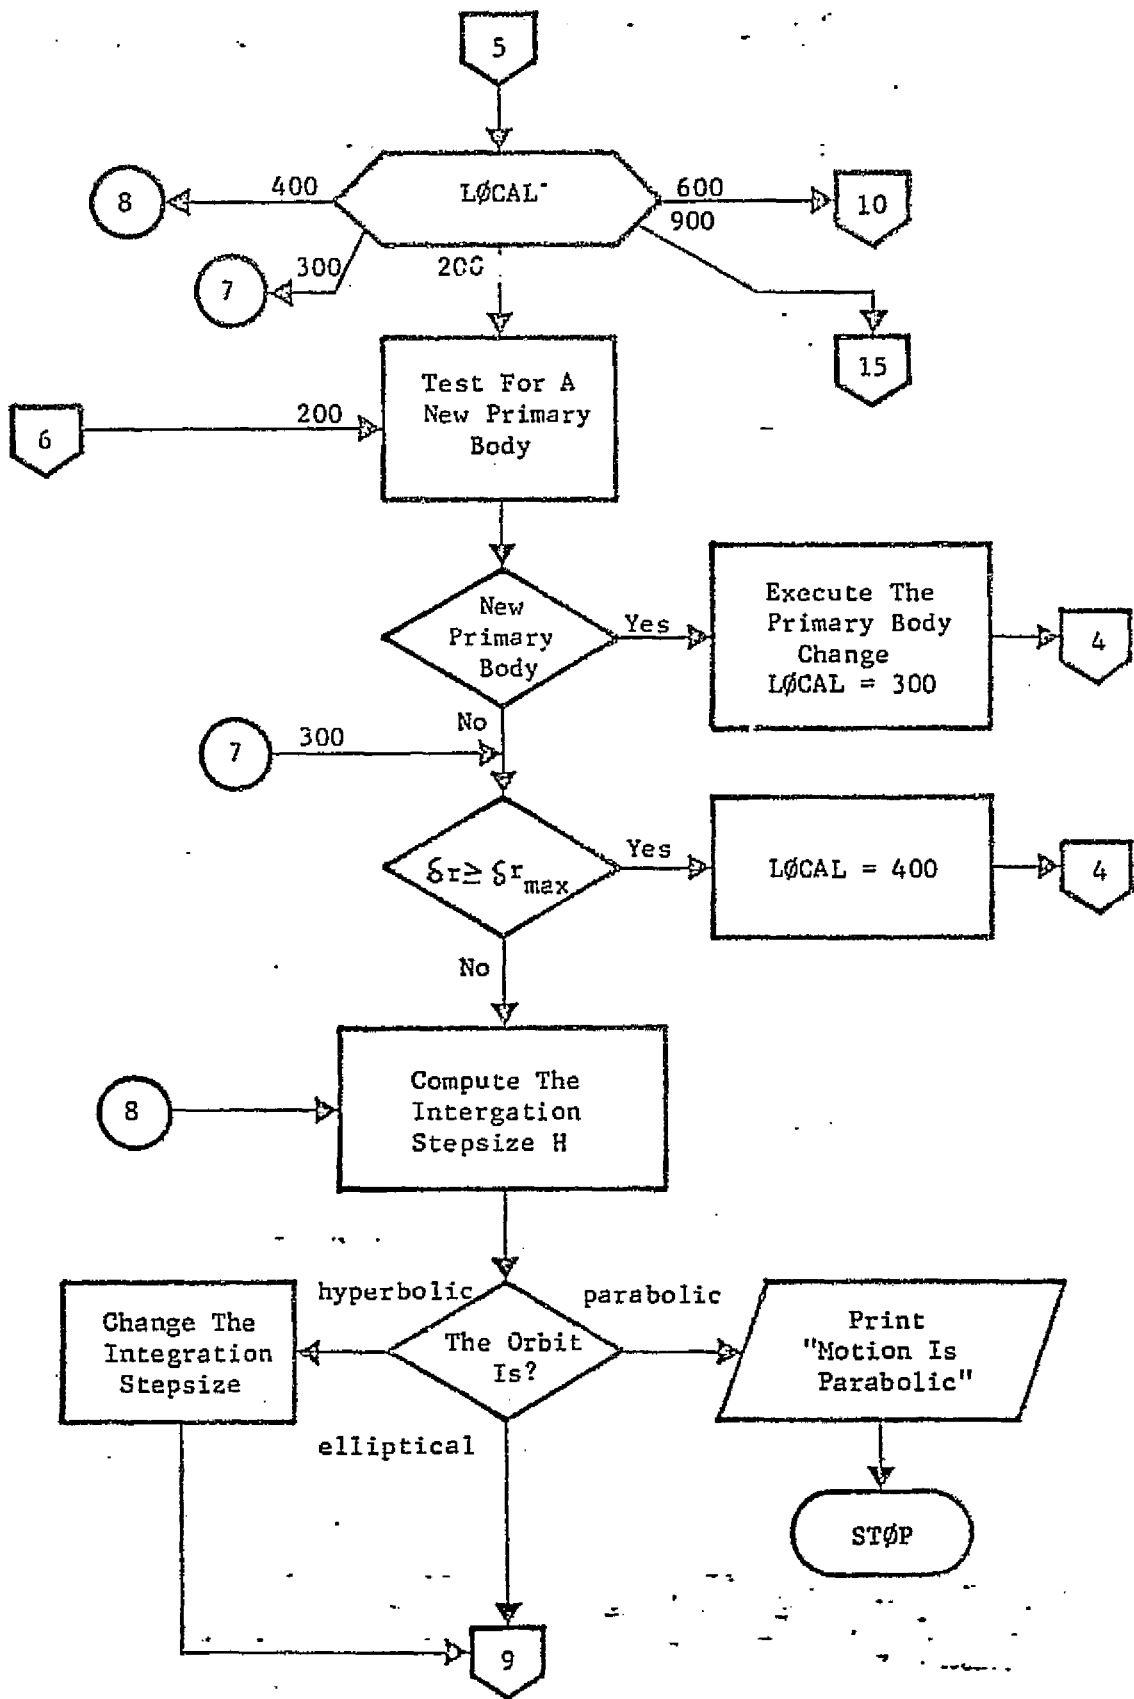 5
LØCAL
400
8
600
10
900
300
7
200
15
Test For A
New Primary
Body
6
200
New
Primary
Body
Yes
Execute The
Primary Body
Change
LØCAL = 300
4
No
7
300
δr≥ δr max
Yes
LØCAL = 400
4
No
8
Compute The
Intergation
Stepsize H
hyperbolic
parabolic
Change The
Integration
Stepsize
The Orbit
Is?
Print
"Motion Is
Parabolic"
elliptical
STØP
9